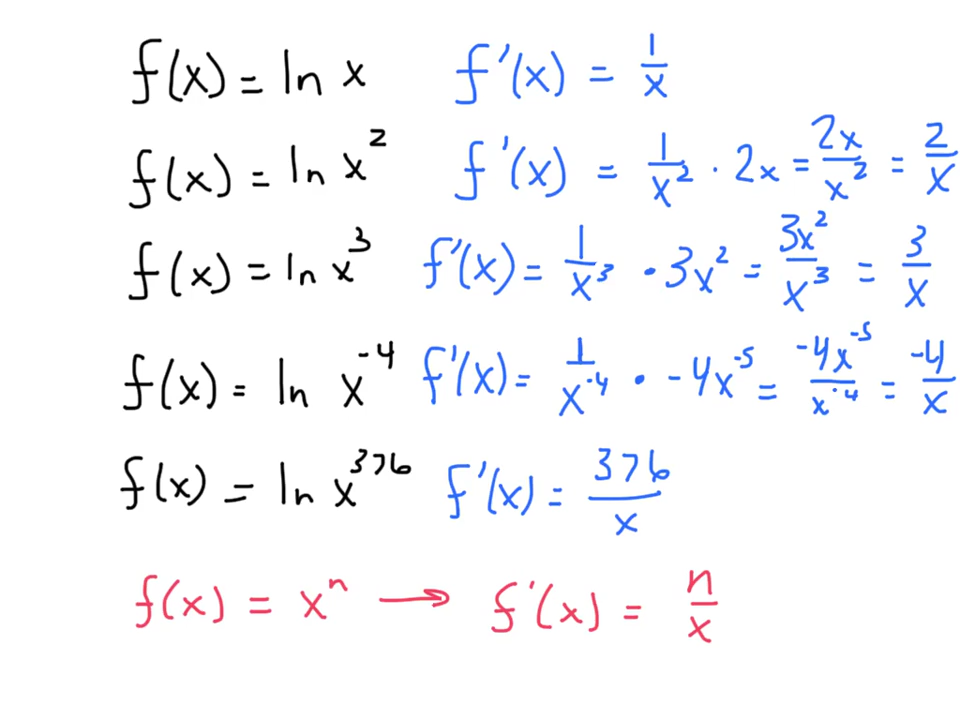 f(x) = ln x f'(x) = 1/x
f(x) = ln x² f'(x) = 1/x² · 2x = 2x/x² = 2/x
f(x) = ln x³ f'(x) = 1/x³ · 3x² = 3x²/x³ = 3/x
f(x) = ln x⁻⁴ f'(x) = 1/x⁻⁴ · -4x⁻⁵ = -4x⁻⁵/x⁻⁴ = -4/x
f(x) = ln x³⁷⁶ f'(x) = 376/x
f(x) = xⁿ → f'(x) = n/x